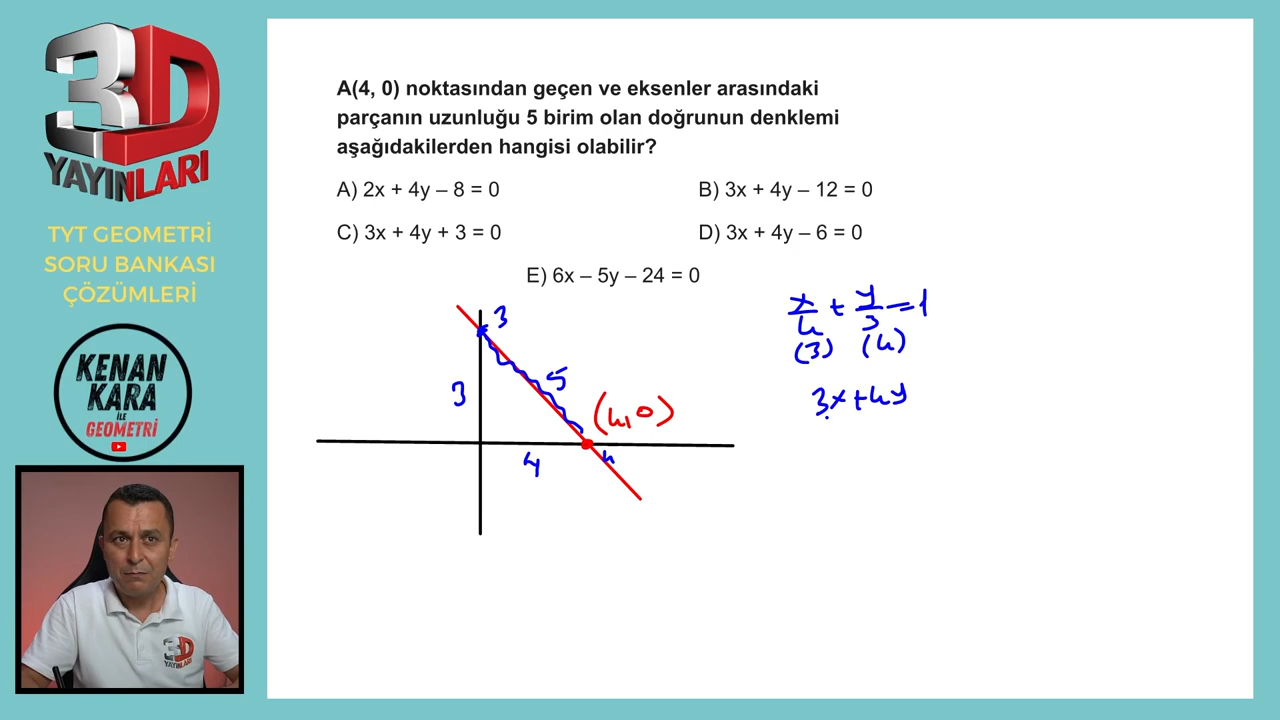 3D
YAYINLARI
TYT GEOMETRİ
SORU BANKASI
ÇÖZÜMLERİ
KENAN
KARA
İLE
GEOMETRİ
3D
YAYINLARI
A(4, 0) noktasından geçen ve eksenler arasındaki
parçanın uzunluğu 5 birim olan doğrunun denklemi
aşağıdakilerden hangisi olabilir?
A) 2x + 4y – 8 = 0
B) 3x + 4y – 12 = 0
C) 3x + 4y + 3 = 0
D) 3x + 4y – 6 = 0
E) 6x – 5y – 24 = 0
3
3
5
(4, 0)
4
4
x/4 + y/3 = 1
(3) (4)
3x + 4y